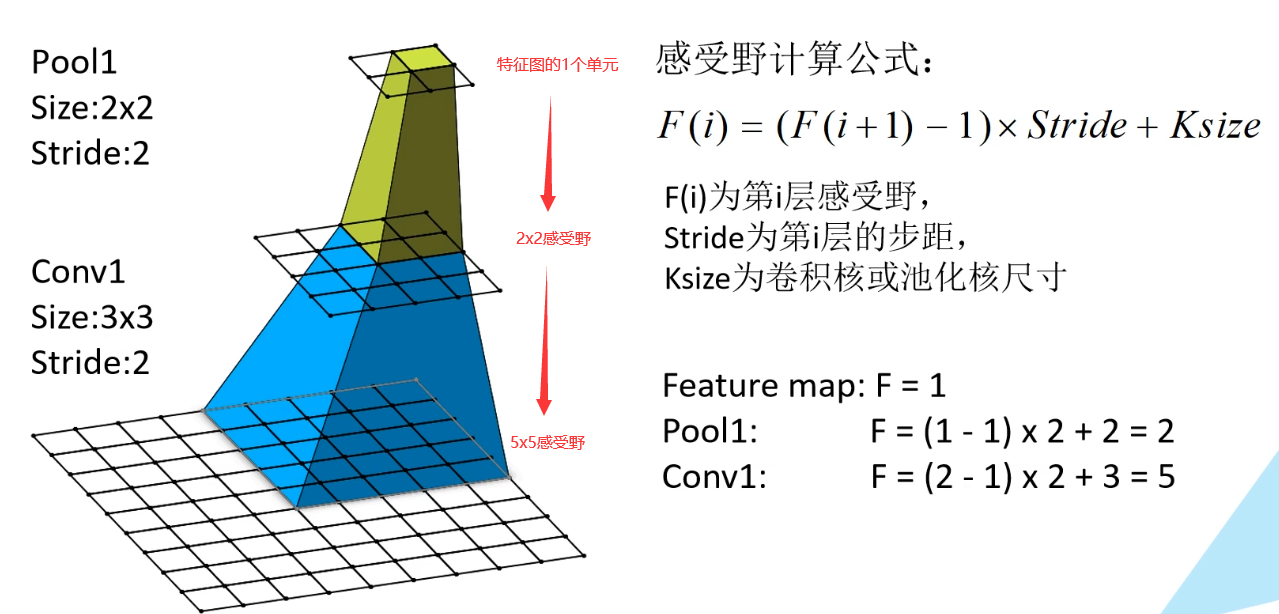 Pool1
Size:2x2
Stride:2
Conv1
Size:3x3
Stride:2
特征图的1个单元
2x2感受野
5x5感受野
感受野计算公式：
F(i) = (F(i+1) − 1) × Stride + Ksize
F(i)为第i层感受野，
Stride为第i层的步距，
Ksize为卷积核或池化核尺寸
Feature map: F = 1
Pool1: F = (1 - 1) x 2 + 2 = 2
Conv1: F = (2 - 1) x 2 + 3 = 5